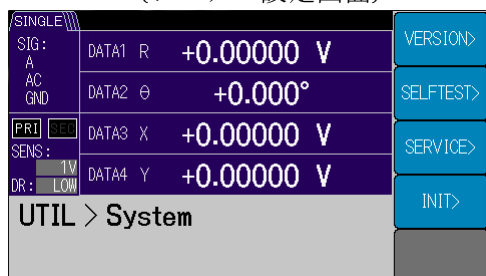 SINGLE
SIG:
A
AC
GND
PRI SEQ
SENS:
1V
DR: LOW
DATA1 R +0.00000 V
DATA2 θ +0.000°
DATA3 X +0.00000 V
DATA4 Y +0.00000 V
UTIL > System
VERSION>
SELFTEST>
SERVICE>
INIT>